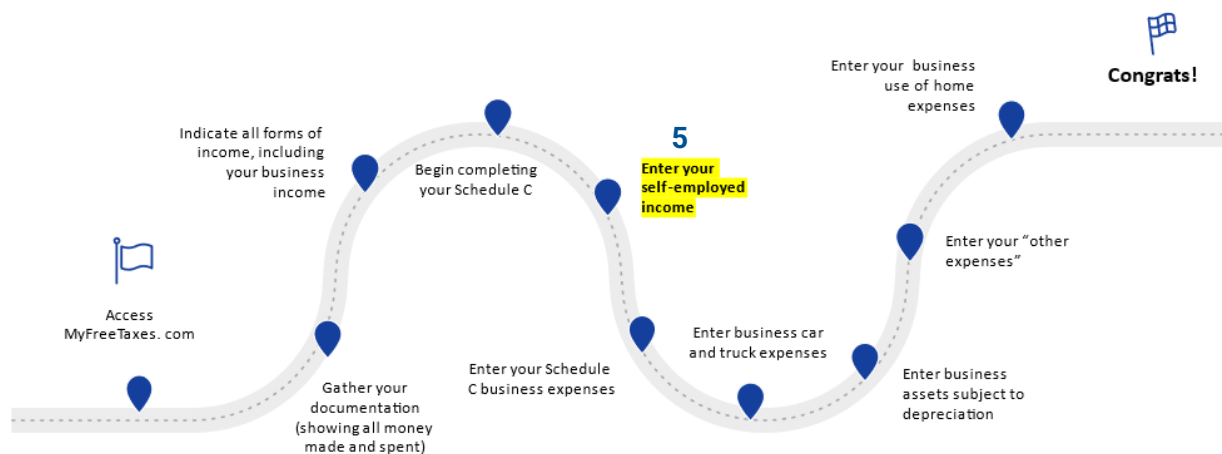 Access
MyFreeTaxes. com
Gather your
documentation
(showing all money
made and spent)
Indicate all forms of
income, including
your business
income
Begin completing
your Schedule C
5
Enter your
self-employed
income
Enter your Schedule
C business expenses
Enter business car
and truck expenses
Enter business
assets subject to
depreciation
Enter your “other
expenses”
Enter your business
use of home
expenses
Congrats!